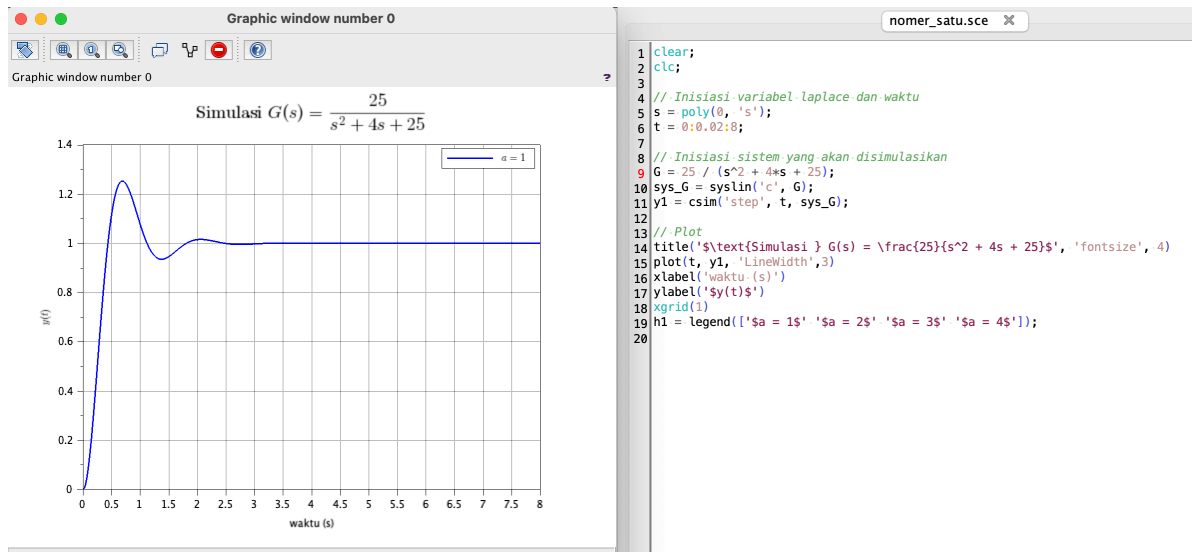 Graphic window number 0
Graphic window number 0
?
Simulasi G(s) = 25 / s² + 4s + 25
a = 1
1.4
1.2
1
0.8
0.6
0.4
0.2
0
y(t)
0 0.5 1 1.5 2 2.5 3 3.5 4 4.5 5 5.5 6 6.5 7 7.5 8
waktu (s)
nomer_satu.sce
1 clear;
2 clc;
3
4 // Inisiasi variabel laplace dan waktu
5 s = poly(0, 's');
6 t = 0:0.02:8;
7
8 // Inisiasi sistem yang akan disimulasikan
9 G = 25 / (s^2 + 4*s + 25);
10 sys_G = syslin('c', G);
11 y1 = csim('step', t, sys_G);
12
13 // Plot
14 title('$\text{Simulasi } G(s) = \frac{25}{s^2 + 4s + 25}$', 'fontsize', 4)
15 plot(t, y1, 'LineWidth',3)
16 xlabel('waktu (s)')
17 ylabel('$y(t)$')
18 xgrid(1)
19 h1 = legend(['$a = 1$' '$a = 2$' '$a = 3$' '$a = 4$']);
20